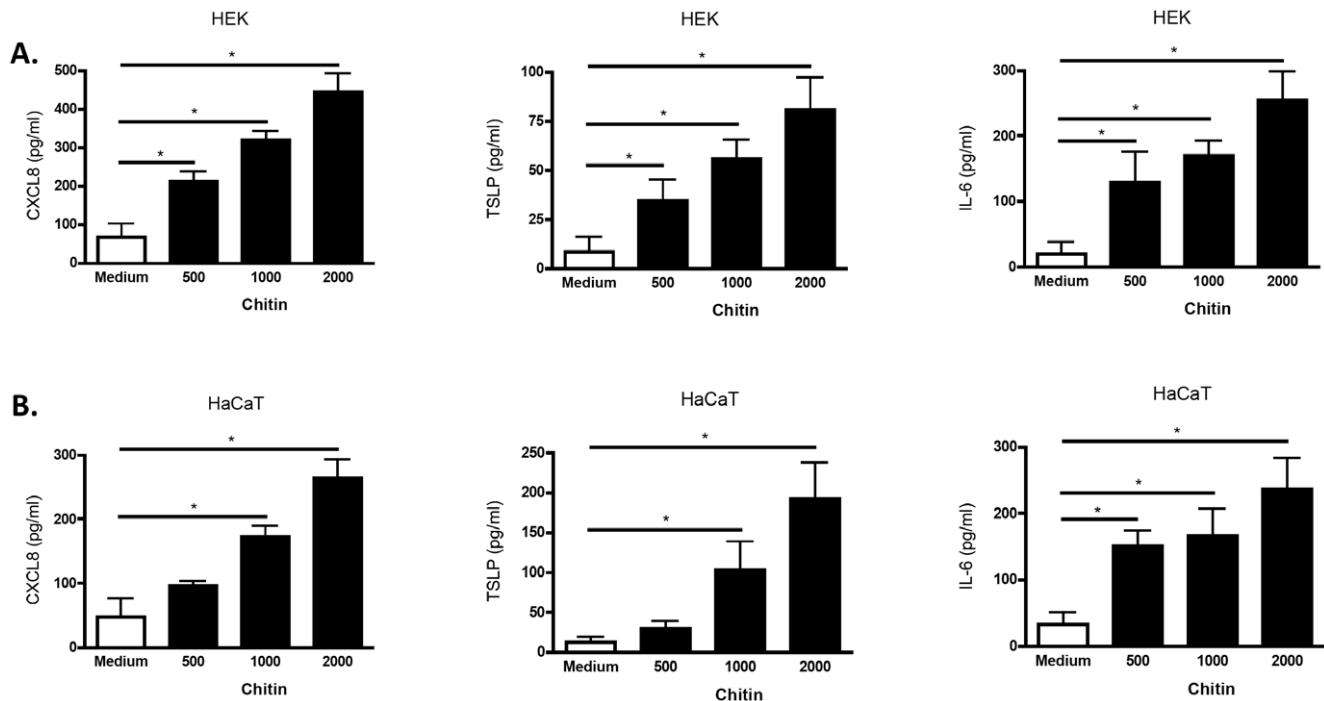 A.
HEK
CXCL8 (pg/ml)
500
400
300
200
100
0
*
*
*
Medium 500 1000 2000
Chitin
HEK
TSLP (pg/ml)
100
75
50
25
0
*
*
*
Medium 500 1000 2000
Chitin
HEK
IL-6 (pg/ml)
300
200
100
0
*
*
*
Medium 500 1000 2000
Chitin
B.
HaCaT
CXCL8 (pg/ml)
300
200
100
0
*
*
Medium 500 1000 2000
Chitin
HaCaT
TSLP (pg/ml)
250
200
150
100
50
0
*
*
Medium 500 1000 2000
Chitin
HaCaT
IL-6 (pg/ml)
300
200
100
0
*
*
*
Medium 500 1000 2000
Chitin